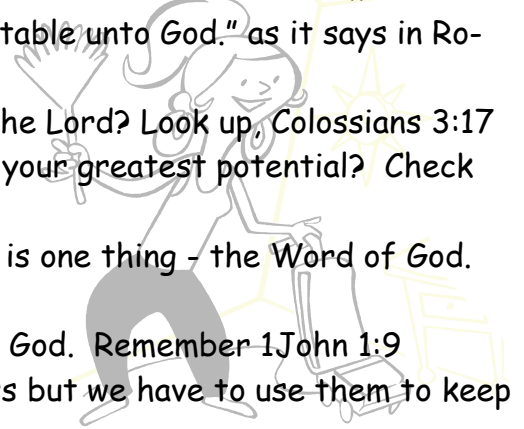 table unto God.” as it says in Ro-
he Lord? Look up, Colossians 3:17
your greatest potential?  Check
is one thing - the Word of God.
God.  Remember 1John 1:9
s but we have to use them to keep